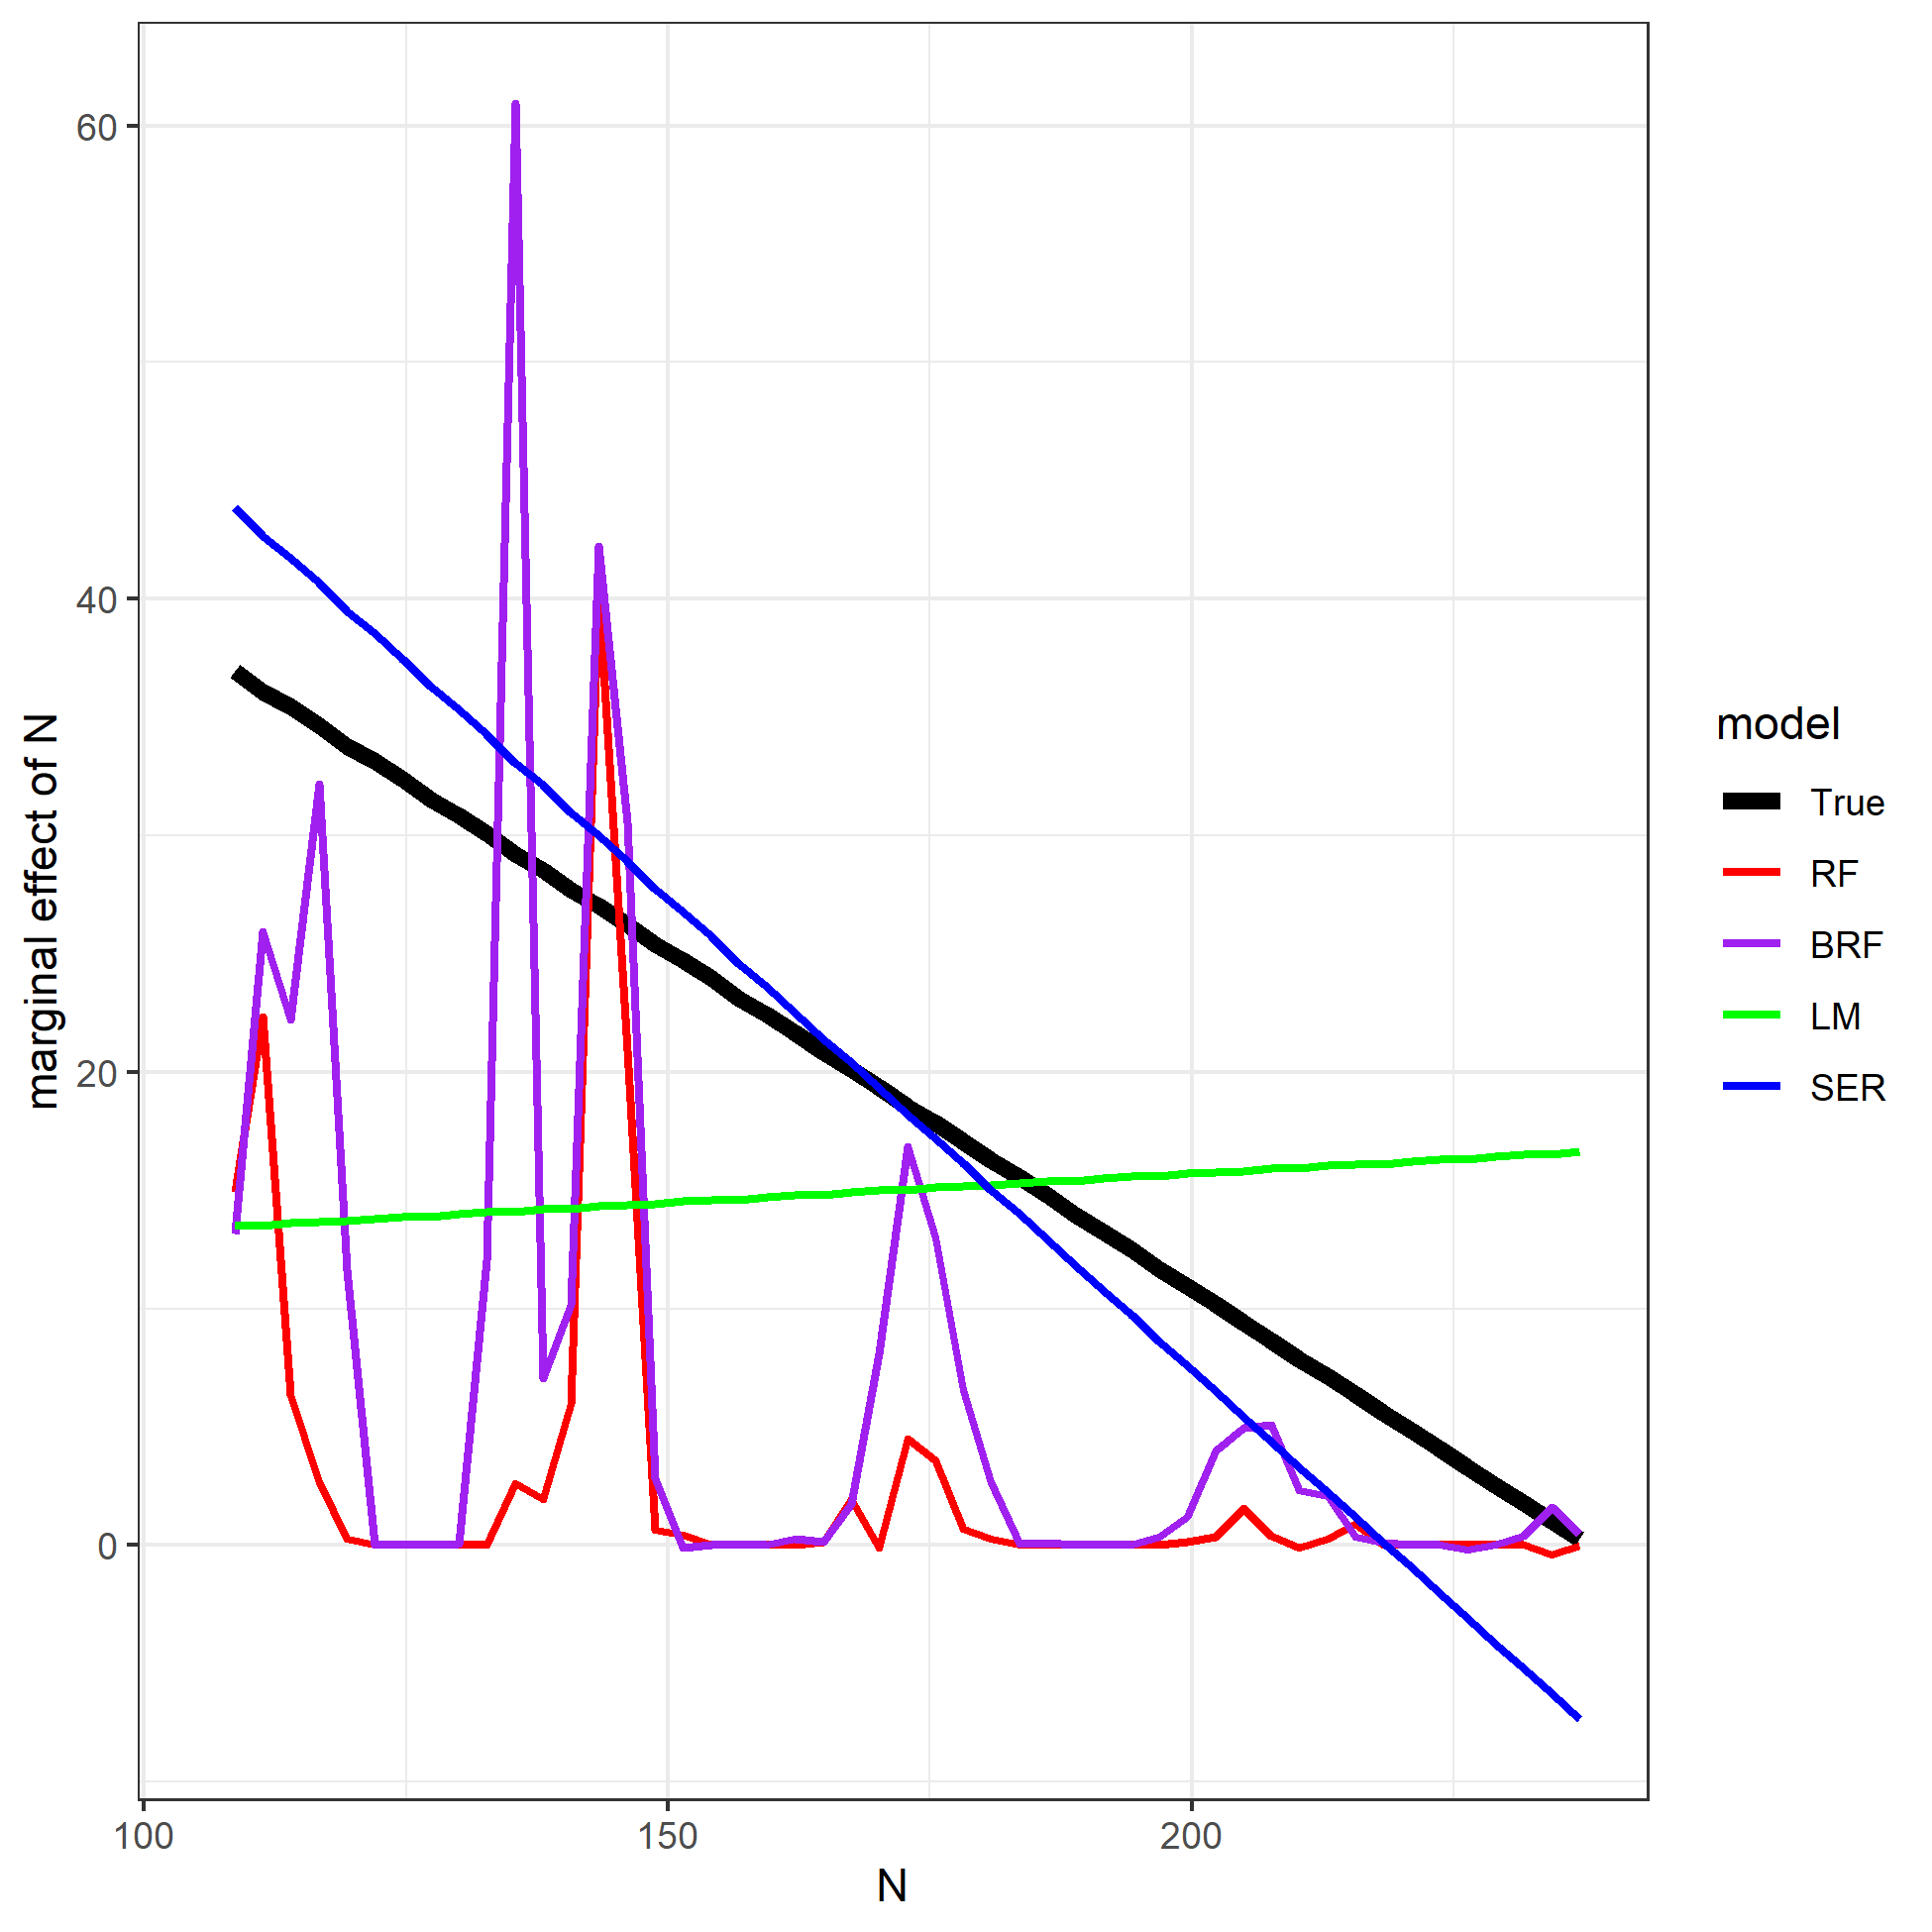 60
40
20
0
marginal effect of N
100
150
200
N
model
True
RF
BRF
LM
SER